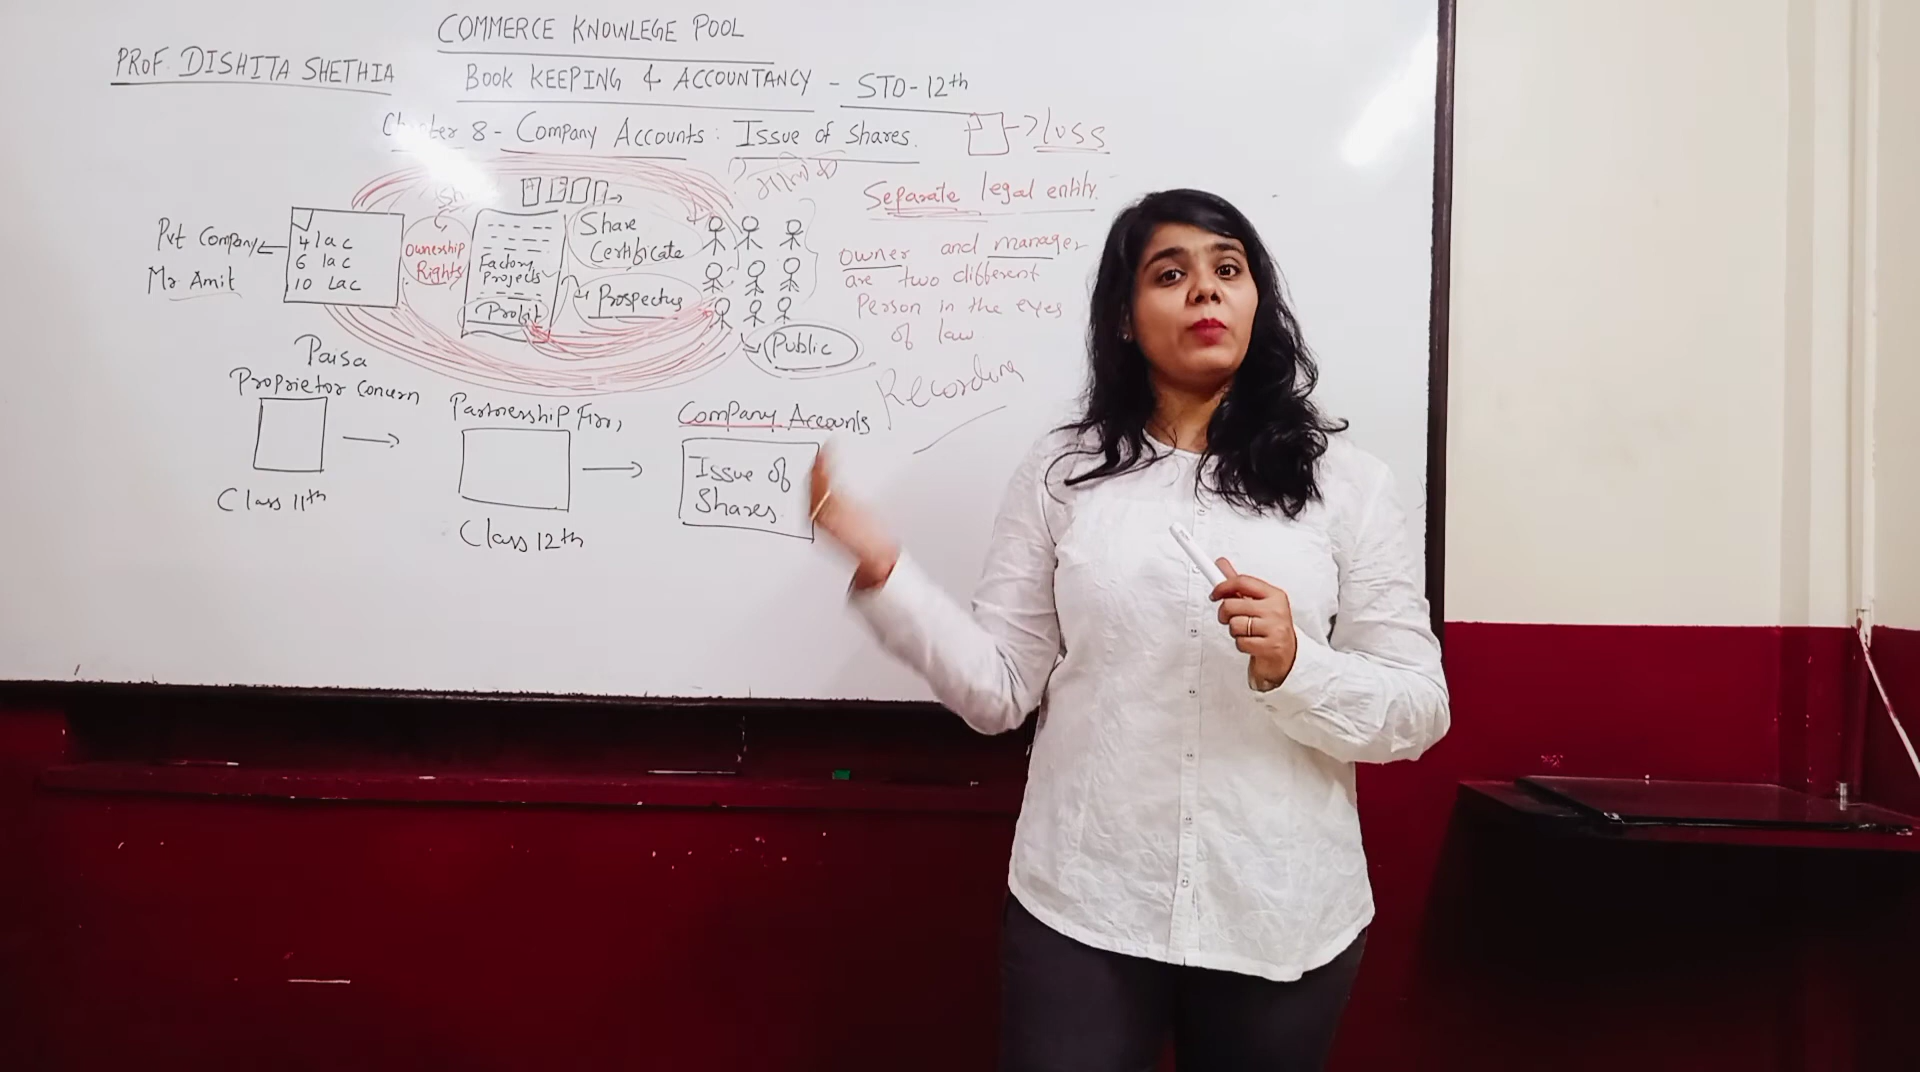 COMMERCE KNOWLEGE POOL
PROF. DISHITA SHETHIA
BOOK KEEPING & ACCOUNTANCY - STD-12th
Chapter 8 - Company Accounts : Issue of Shares.
Loss
मालिक
Separate legal entity.
owner and manager
are two different
Person in the eyes
of law
Pvt Company
Mr Amit
4 lac
6 lac
10 Lac
Ownership
Rights
Factory
Projects
Profit
Share
Certificate
Prospectus
Public
Paisa
Proprietor Concern
Class 11th
Partnership Firm
Class 12th
Company Accounts
Issue of
Shares
Recording